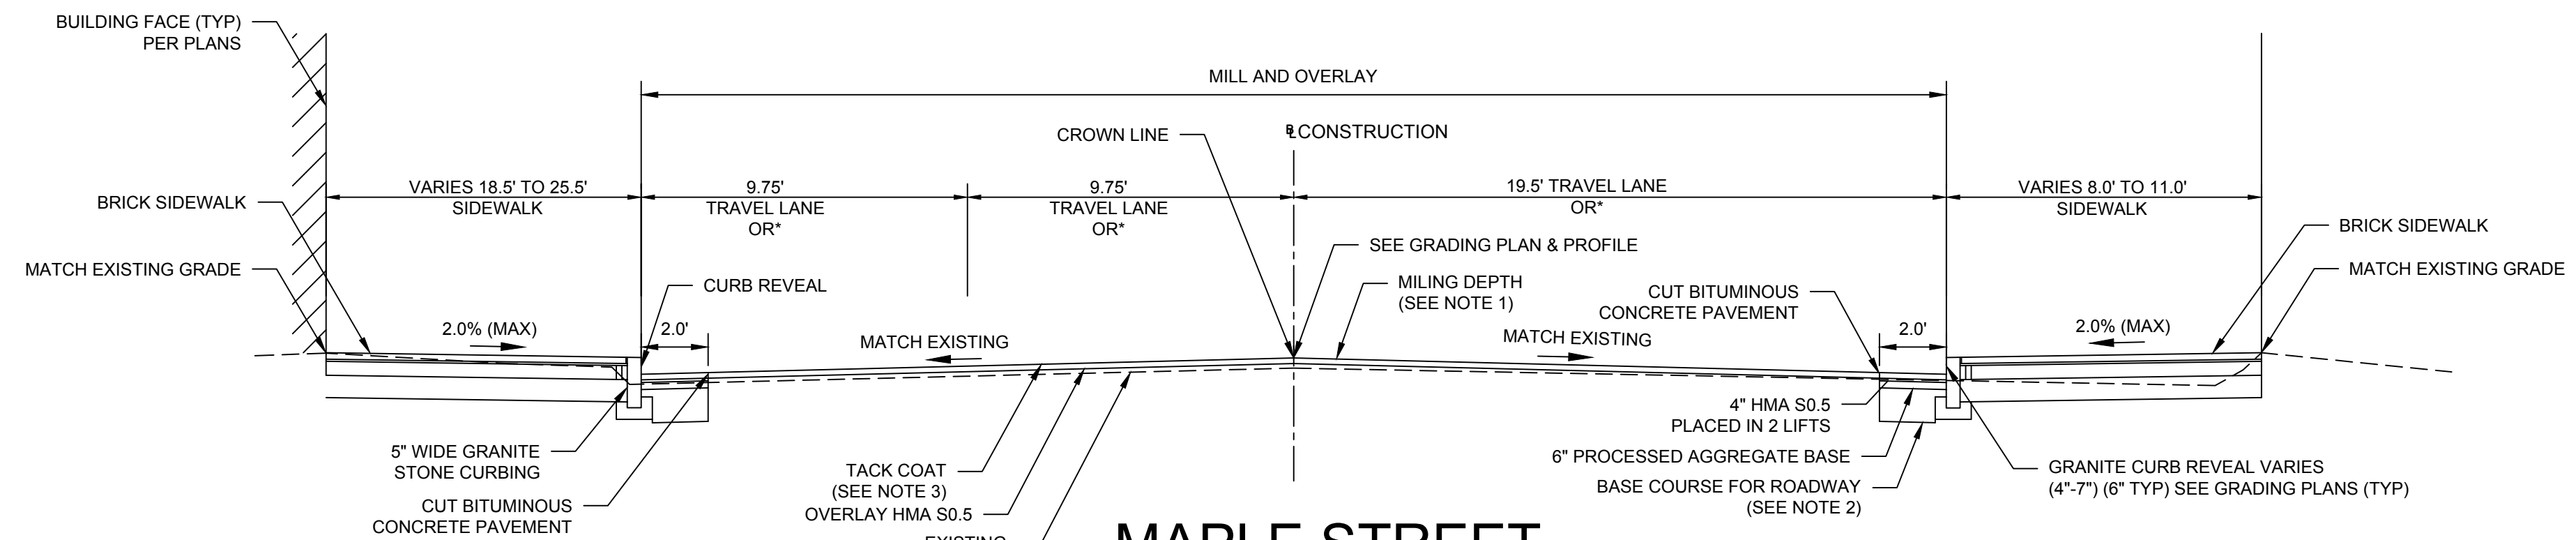 BUILDING FACE (TYP)
PER PLANS
MILL AND OVERLAY
CROWN LINE
℄ CONSTRUCTION
VARIES 18.5' TO 25.5'
SIDEWALK
9.75'
TRAVEL LANE
OR*
9.75'
TRAVEL LANE
OR*
19.5' TRAVEL LANE
OR*
VARIES 8.0' TO 11.0'
SIDEWALK
BRICK SIDEWALK
BRICK SIDEWALK
MATCH EXISTING GRADE
MATCH EXISTING GRADE
SEE GRADING PLAN & PROFILE
CURB REVEAL
MILING DEPTH
(SEE NOTE 1)
CUT BITUMINOUS
CONCRETE PAVEMENT
2.0% (MAX)
2.0'
MATCH EXISTING
MATCH EXISTING
2.0'
2.0% (MAX)
4" HMA S0.5
PLACED IN 2 LIFTS
6" PROCESSED AGGREGATE BASE
BASE COURSE FOR ROADWAY
(SEE NOTE 2)
GRANITE CURB REVEAL VARIES
(4"-7") (6" TYP) SEE GRADING PLANS (TYP)
5" WIDE GRANITE
STONE CURBING
CUT BITUMINOUS
CONCRETE PAVEMENT
TACK COAT
(SEE NOTE 3)
OVERLAY HMA S0.5
EXISTING
MAPLE STREET